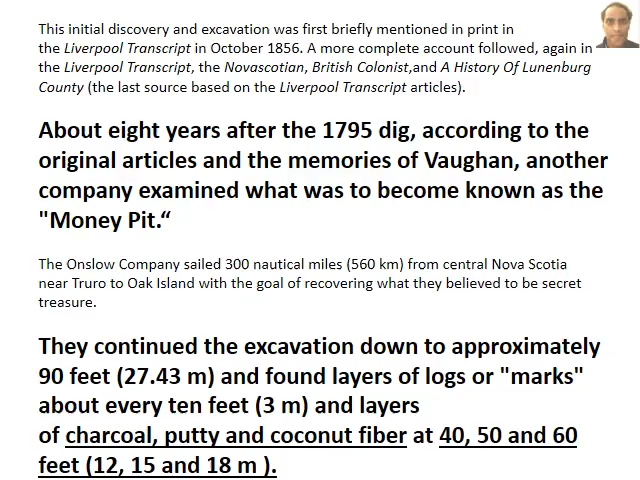 This initial discovery and excavation was first briefly mentioned in print in
the Liverpool Transcript in October 1856. A more complete account followed, again in
the Liverpool Transcript, the Novascotian, British Colonist,and A History Of Lunenburg
County (the last source based on the Liverpool Transcript articles).
About eight years after the 1795 dig, according to the
original articles and the memories of Vaughan, another
company examined what was to become known as the
"Money Pit.“
The Onslow Company sailed 300 nautical miles (560 km) from central Nova Scotia
near Truro to Oak Island with the goal of recovering what they believed to be secret
treasure.
They continued the excavation down to approximately
90 feet (27.43 m) and found layers of logs or "marks"
about every ten feet (3 m) and layers
of charcoal, putty and coconut fiber at 40, 50 and 60
feet (12, 15 and 18 m ).